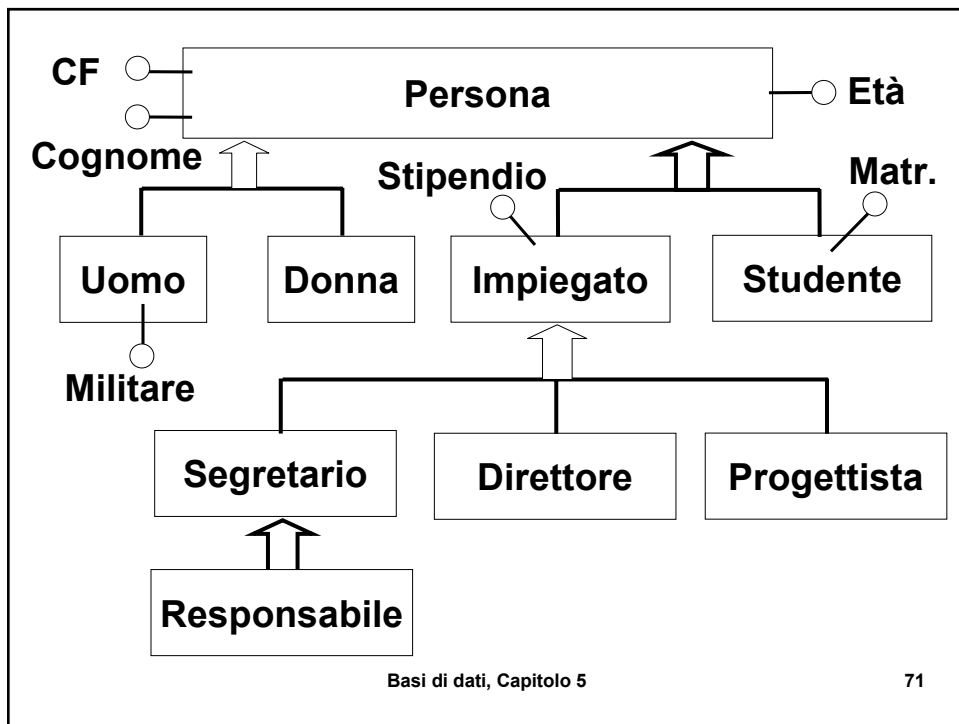 CF
Persona
Età
Cognome
Stipendio
Matr.
Uomo
Donna
Impiegato
Studente
Militare
Segretario
Direttore
Progettista
Responsabile
Basi di dati, Capitolo 5
71